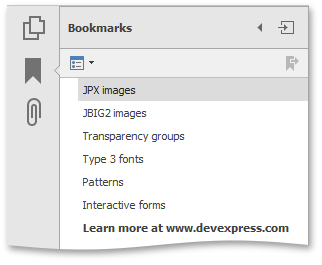 Bookmarks
JPX images
JBIG2 images
Transparency groups
Type 3 fonts
Patterns
Interactive forms
Learn more at www.devexpress.com